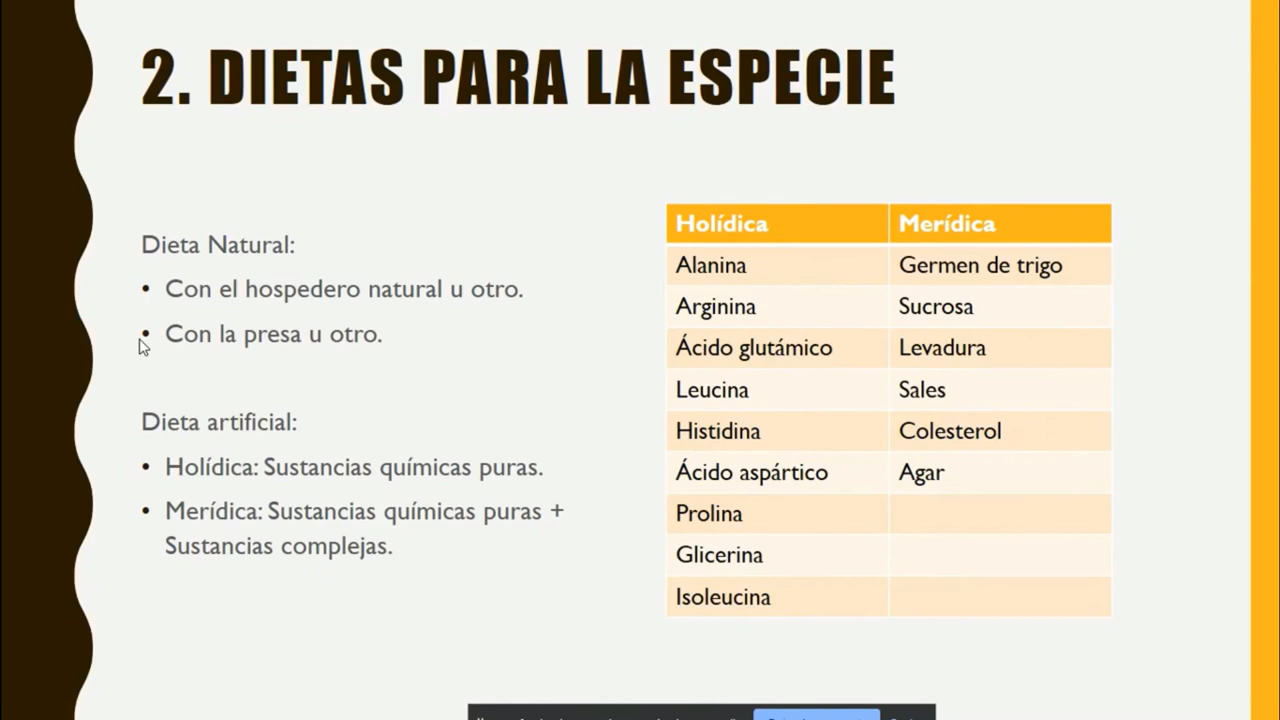 2. DIETAS PARA LA ESPECIE
Dieta Natural:
• Con el hospedero natural u otro.
• Con la presa u otro.
Dieta artificial:
• Holídica: Sustancias químicas puras.
• Merídica: Sustancias químicas puras +
Sustancias complejas.
Holídica Merídica
Alanina Germen de trigo
Arginina Sucrosa
Ácido glutámico Levadura
Leucina Sales
Histidina Colesterol
Ácido aspártico Agar
Prolina
Glicerina
Isoleucina